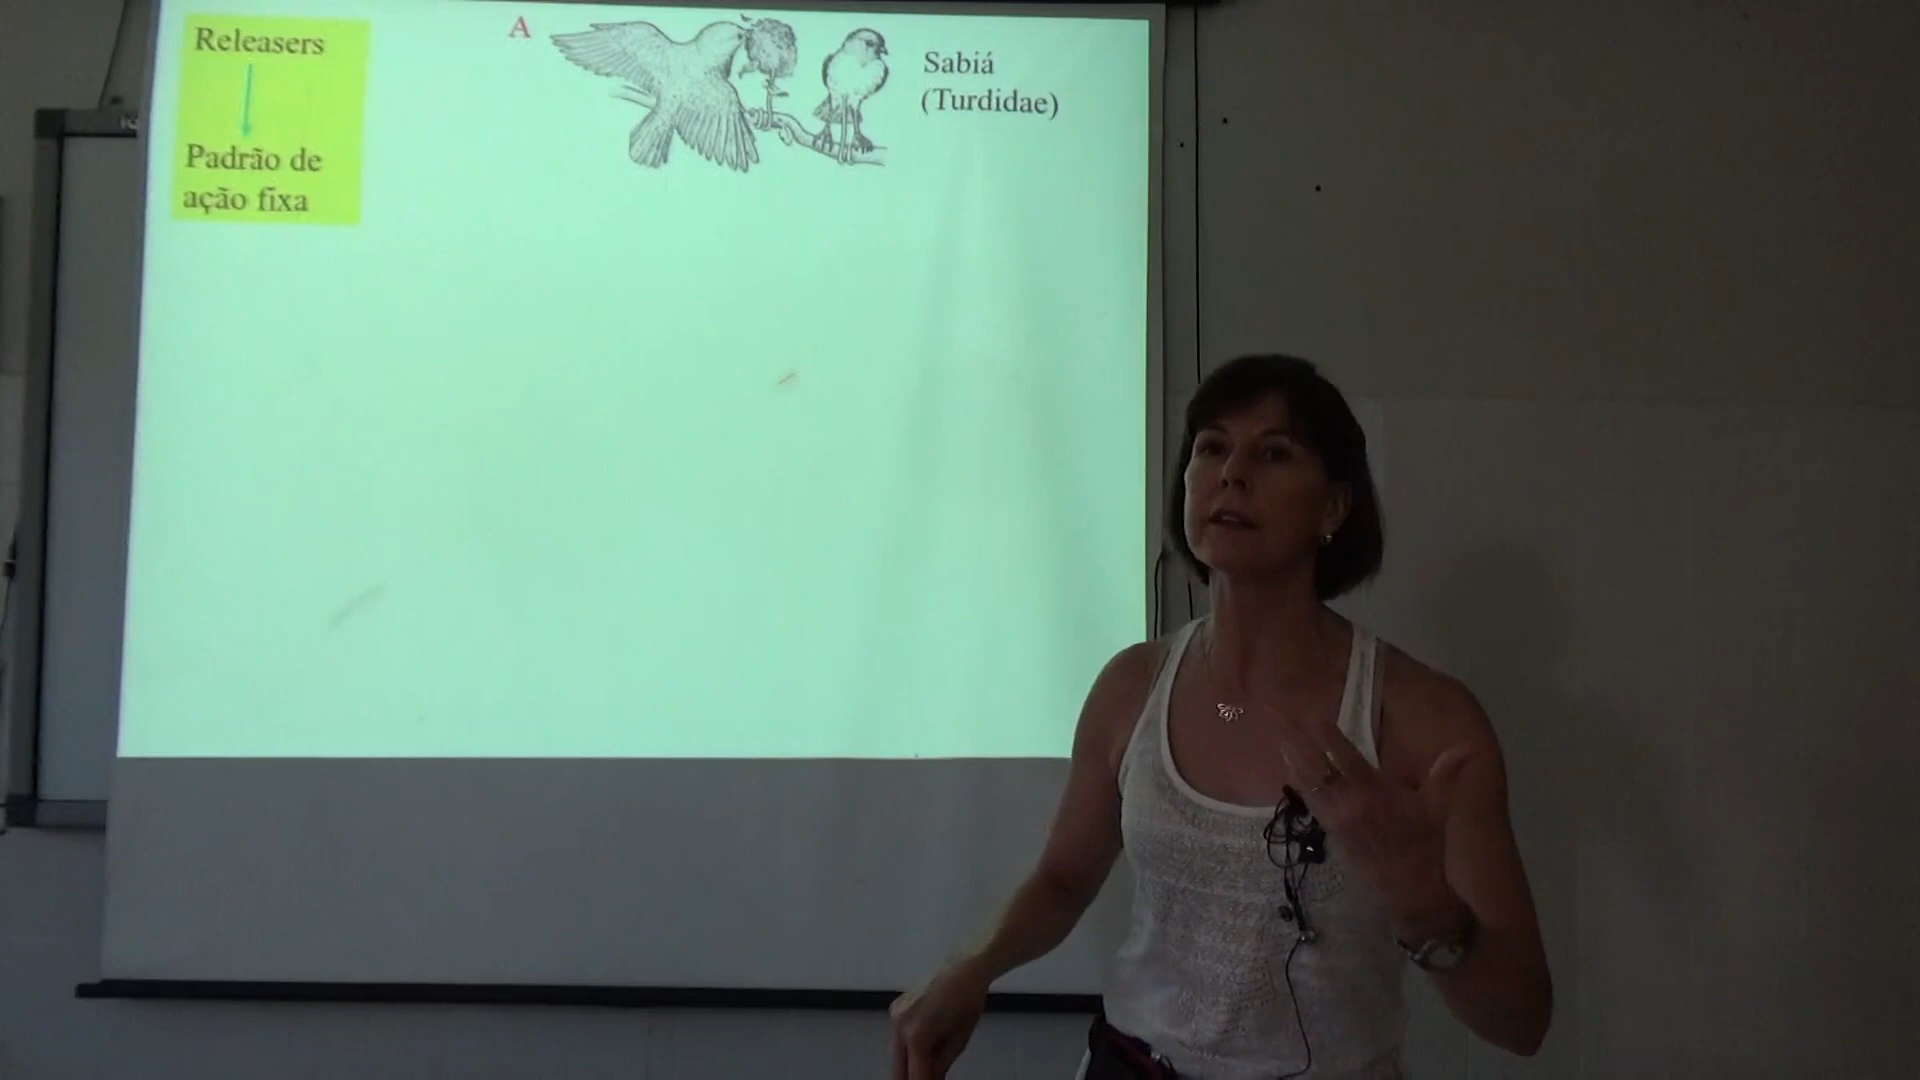 Releasers
Padrão de
ação fixa
A
Sabiá
(Turdidae)